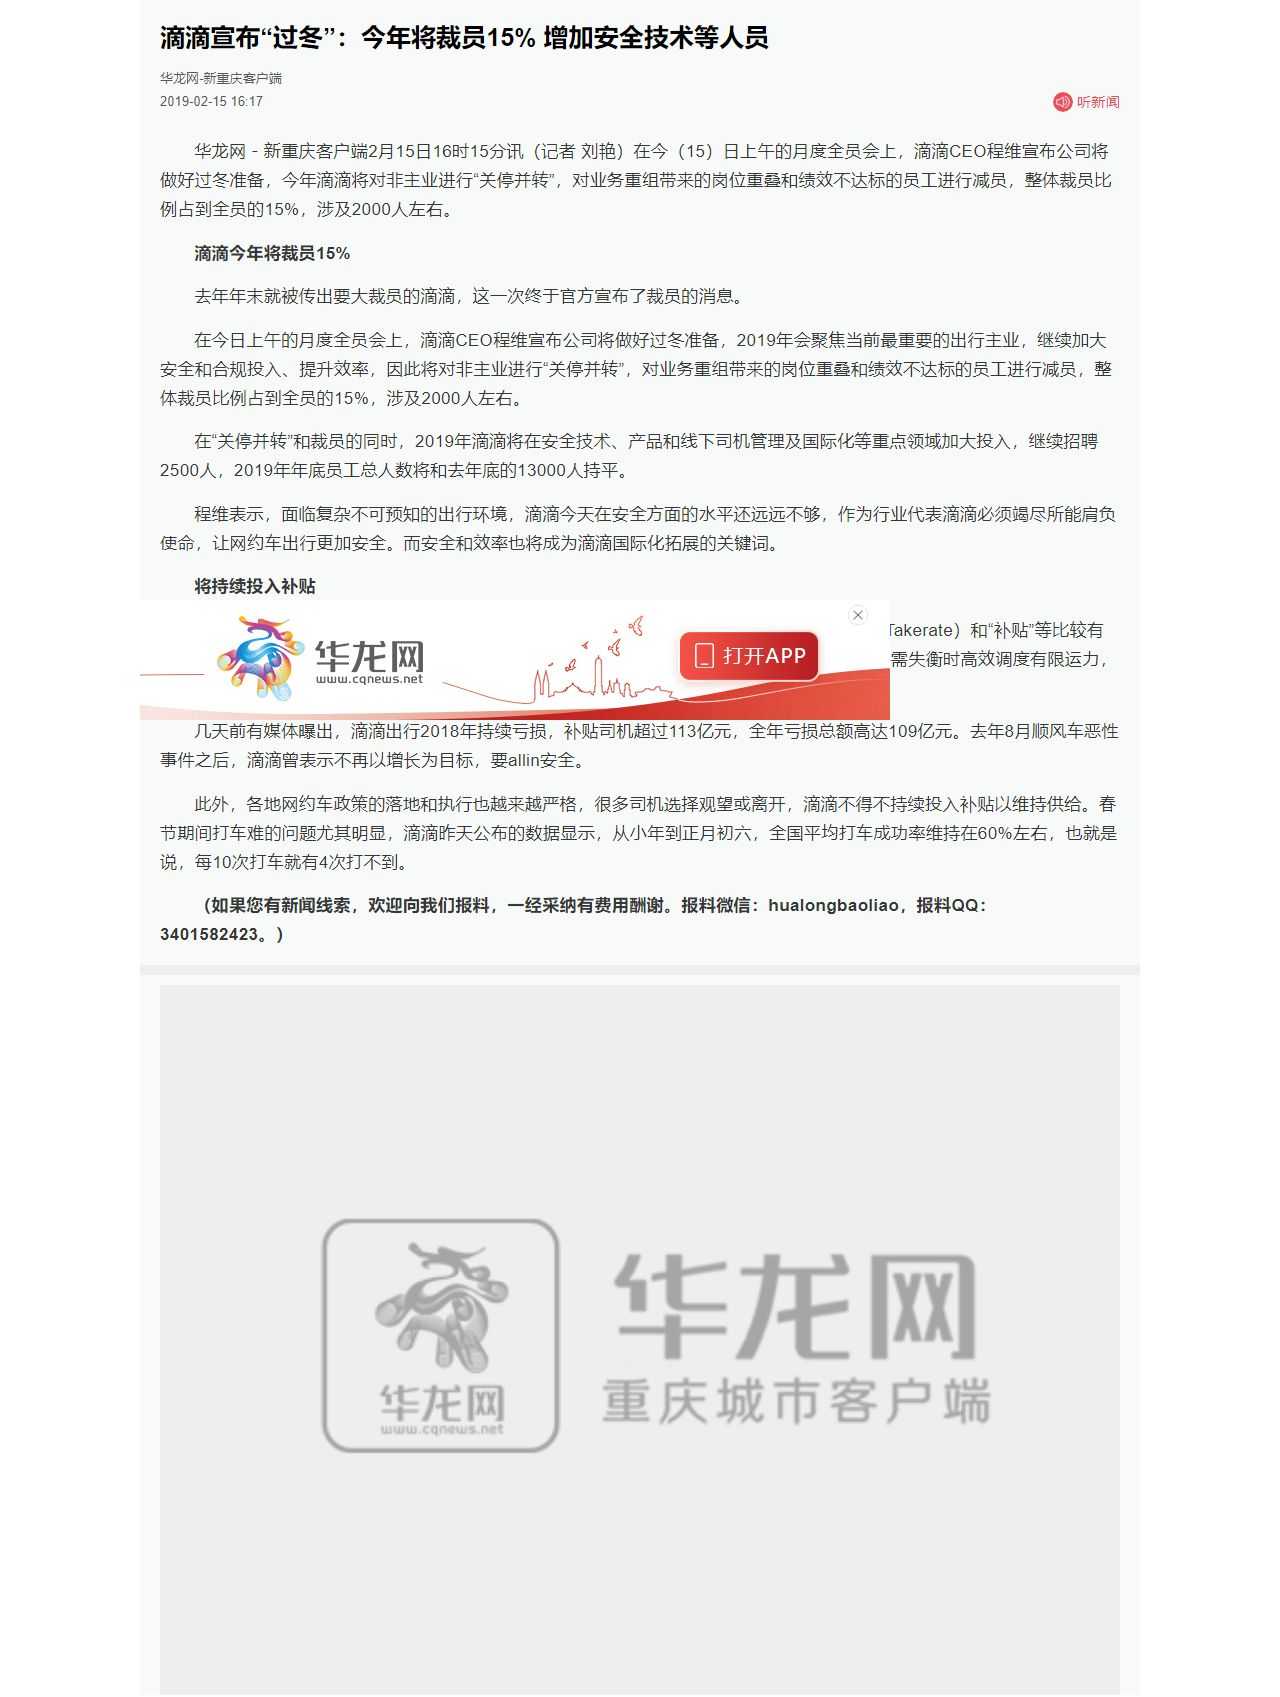 滴滴宣布“过冬”：今年将裁员15% 增加安全技术等人员
华龙网-新重庆客户端
2019-02-15 16:17
听新闻
华龙网－新重庆客户端2月15日16时15分讯（记者 刘艳）在今（15）日上午的月度全员会上，滴滴CEO程维宣布公司将
做好过冬准备，今年滴滴将对非主业进行“关停并转”，对业务重组带来的岗位重叠和绩效不达标的员工进行减员，整体裁员比
例占到全员的15%，涉及2000人左右。
滴滴今年将裁员15%
去年年末就被传出要大裁员的滴滴，这一次终于官方宣布了裁员的消息。
在今日上午的月度全员会上，滴滴CEO程维宣布公司将做好过冬准备，2019年会聚焦当前最重要的出行主业，继续加大
安全和合规投入、提升效率，因此将对非主业进行“关停并转”，对业务重组带来的岗位重叠和绩效不达标的员工进行减员，整
体裁员比例占到全员的15%，涉及2000人左右。
在“关停并转”和裁员的同时，2019年滴滴将在安全技术、产品和线下司机管理及国际化等重点领域加大投入，继续招聘
2500人，2019年年底员工总人数将和去年底的13000人持平。
程维表示，面临复杂不可预知的出行环境，滴滴今天在安全方面的水平还远远不够，作为行业代表滴滴必须竭尽所能肩负
使命，让网约车出行更加安全。而安全和效率也将成为滴滴国际化拓展的关键词。
将持续投入补贴
Takerate）和“补贴”等比较有
需失衡时高效调度有限运力，
华龙网
www.cqnews.net
打开APP
几天前有媒体曝出，滴滴出行2018年持续亏损，补贴司机超过113亿元，全年亏损总额高达109亿元。去年8月顺风车恶性
事件之后，滴滴曾表示不再以增长为目标，要allin安全。
此外，各地网约车政策的落地和执行也越来越严格，很多司机选择观望或离开，滴滴不得不持续投入补贴以维持供给。春
节期间打车难的问题尤其明显，滴滴昨天公布的数据显示，从小年到正月初六，全国平均打车成功率维持在60%左右，也就是
说，每10次打车就有4次打不到。
（如果您有新闻线索，欢迎向我们报料，一经采纳有费用酬谢。报料微信：hualongbaoliao，报料QQ：
3401582423。）
华龙网
www.cqnews.net
华龙网
重庆城市客户端